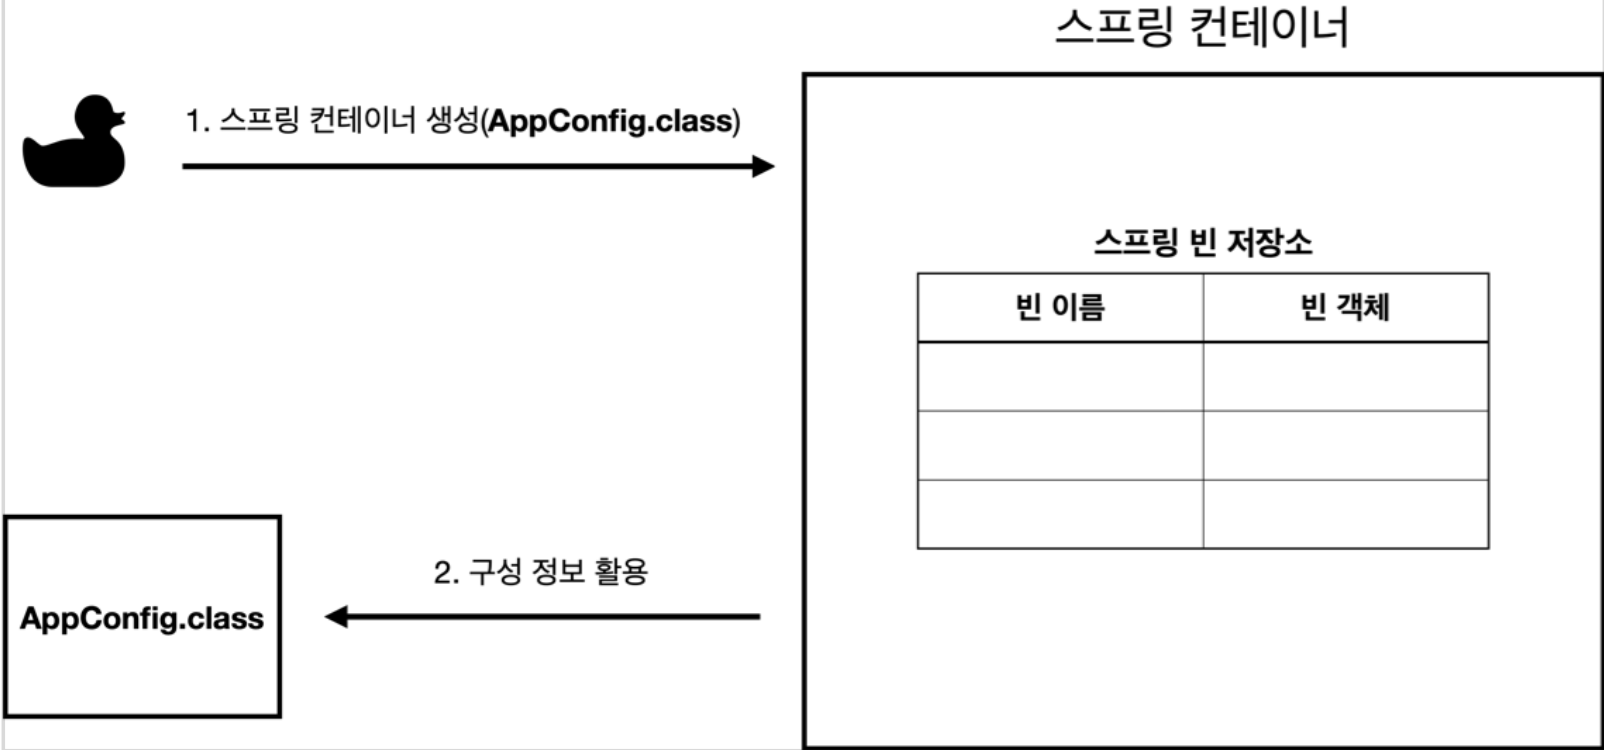 스프링 컨테이너
1. 스프링 컨테이너 생성(AppConfig.class)
스프링 빈 저장소
빈 이름
빈 객체
2. 구성 정보 활용
AppConfig.class